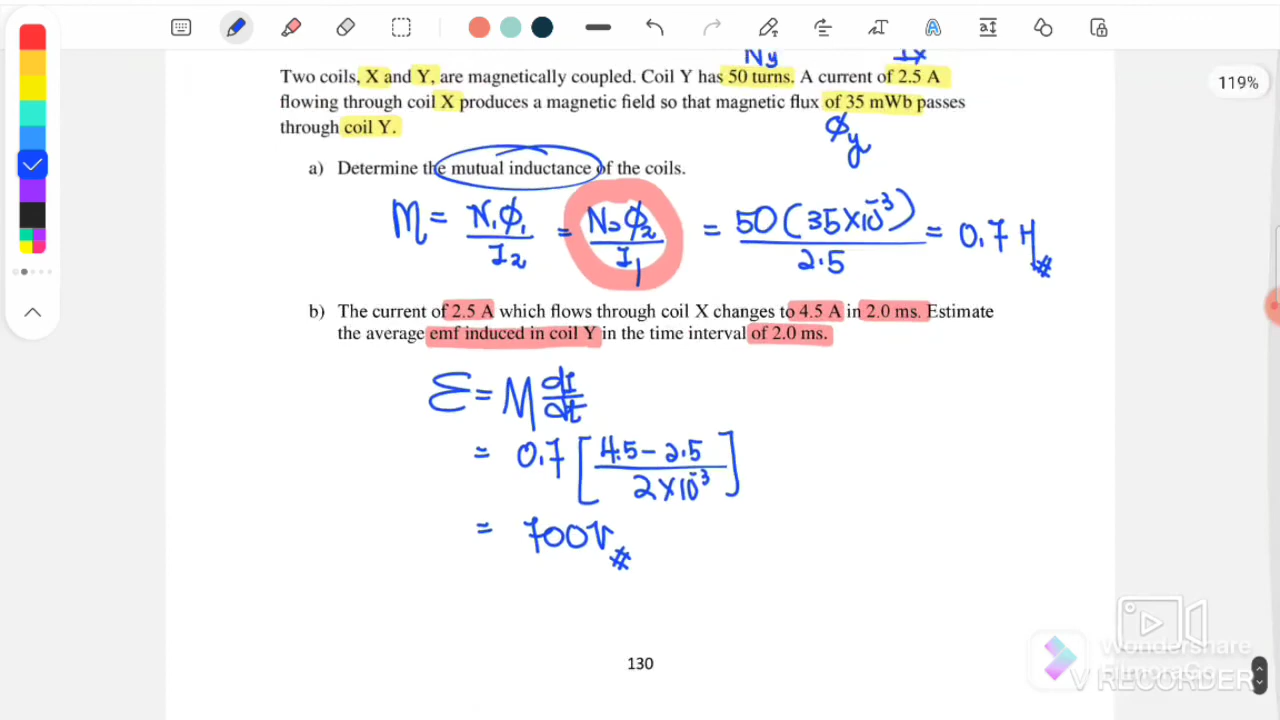 119%
Ny Ix
Two coils, X and Y, are magnetically coupled. Coil Y has 50 turns. A current of 2.5 A
flowing through coil X produces a magnetic field so that magnetic flux of 35 mWb passes
through coil Y.
ϕy
a) Determine the mutual inductance of the coils.
M = N₁ϕ₁/I₂ = N₂ϕ₂/I₁ = 50(35×10⁻³)/2.5 = 0.7 H#
b) The current of 2.5 A which flows through coil X changes to 4.5 A in 2.0 ms. Estimate
the average emf induced in coil Y in the time interval of 2.0 ms.
Ɛ = M dI/dt
= 0.7 [4.5 - 2.5 / 2×10⁻³]
= 700V#
130
Wondershare
FilmoraGo
V RECORDER